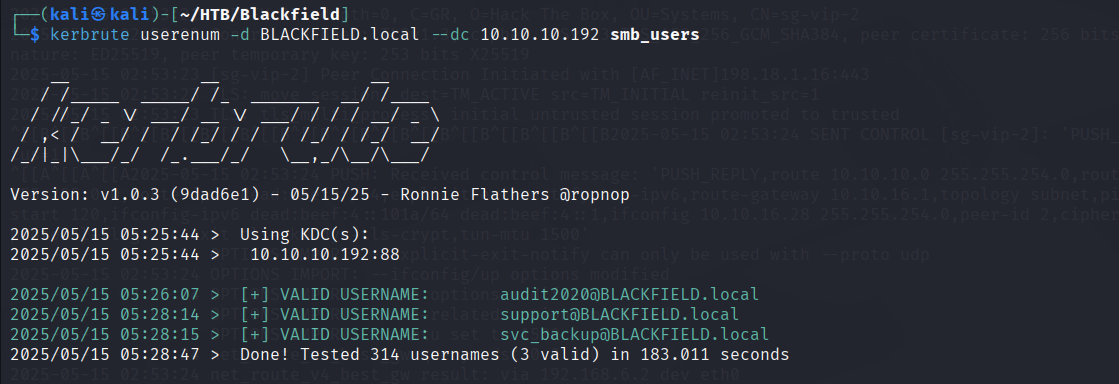 (kali㉿kali)-[~/HTB/Blackfield]
$ kerbrute userenum -d BLACKFIELD.local --dc 10.10.10.192 smb_users
Version: v1.0.3 (9dad6e1) - 05/15/25 - Ronnie Flathers @ropnop
2025/05/15 05:25:44 > Using KDC(s):
2025/05/15 05:25:44 > 10.10.10.192:88
2025/05/15 05:26:07 > [+] VALID USERNAME: audit2020@BLACKFIELD.local
2025/05/15 05:28:14 > [+] VALID USERNAME: support@BLACKFIELD.local
2025/05/15 05:28:15 > [+] VALID USERNAME: svc_backup@BLACKFIELD.local
2025/05/15 05:28:47 > Done! Tested 314 usernames (3 valid) in 183.011 seconds